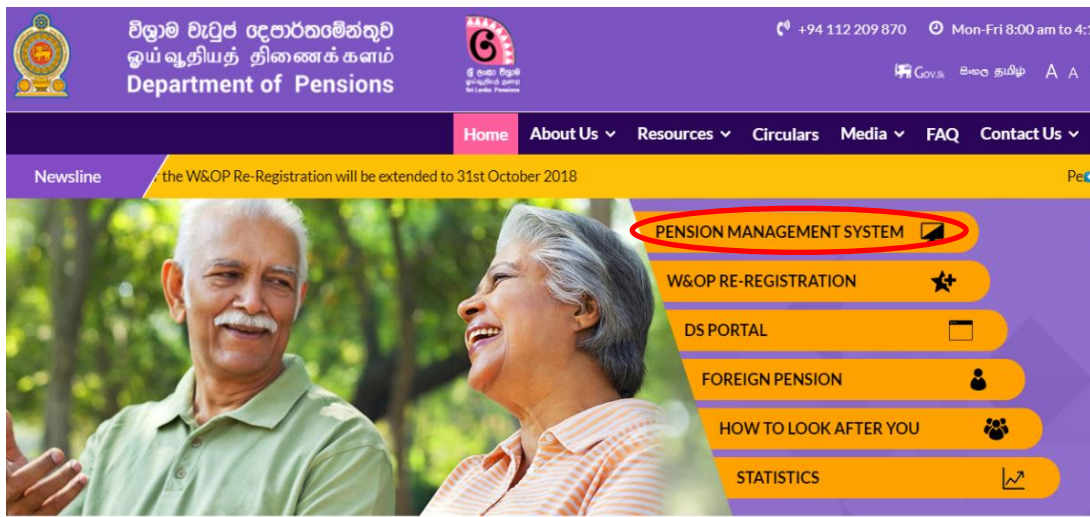 විශ්‍රාම වැටුප් දෙපාර්තමේන්තුව
ஓய்வூதியத் திணைக்களம்
Department of Pensions
ශ්‍රී ලංකා විශ්‍රාම
Sri Lanka Pensions
+94 112 209 870 Mon-Fri 8:00 am to 4:
Gov.lk සිංහල தமிழ் A A
Home About Us Resources Circulars Media FAQ Contact Us
Newsline the W&OP Re-Registration will be extended to 31st October 2018
PENSION MANAGEMENT SYSTEM
W&OP RE-REGISTRATION
DS PORTAL
FOREIGN PENSION
HOW TO LOOK AFTER YOU
STATISTICS